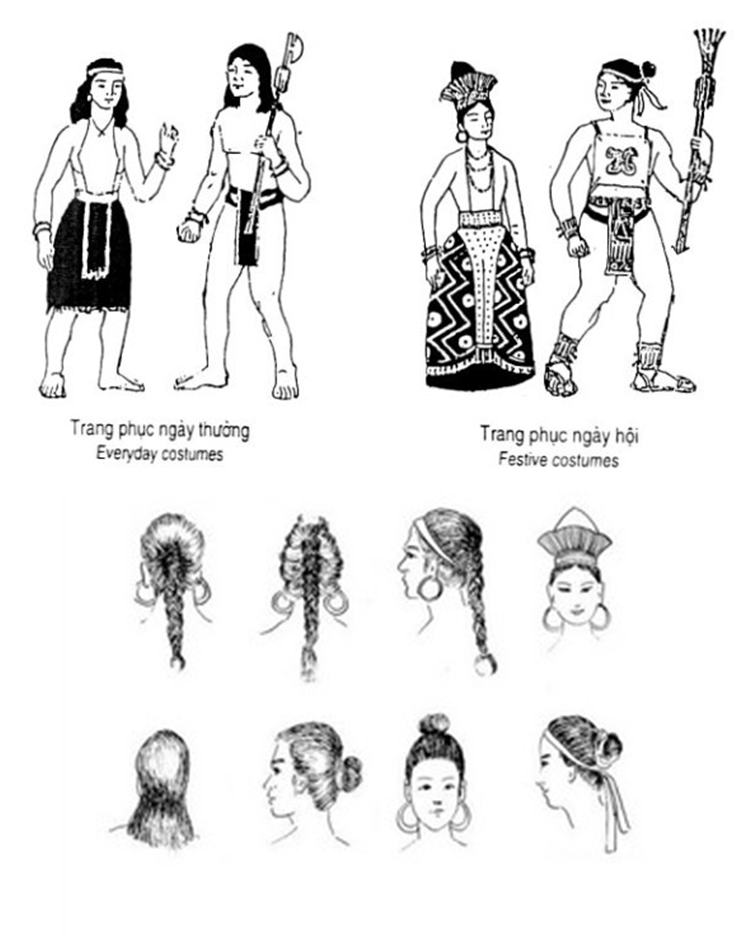 Trang phục ngày thường
Everyday costumes
Trang phục ngày hội
Festive costumes